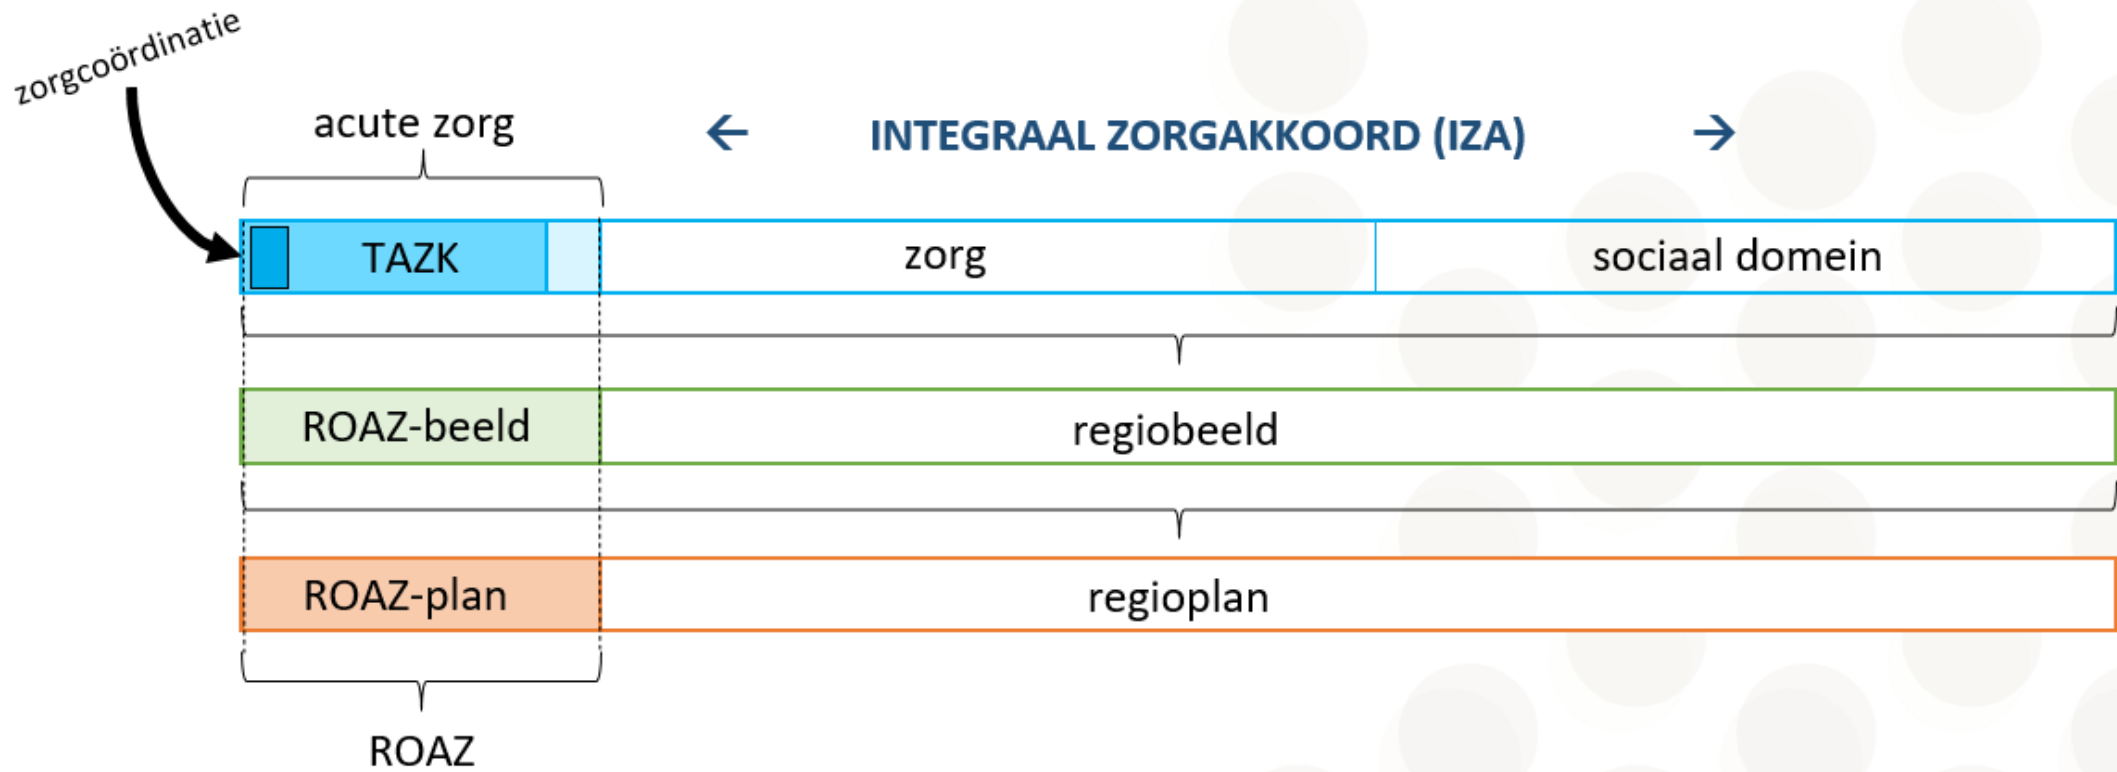 zorgcoördinatie
acute zorg
← INTEGRAAL ZORGAKKOORD (IZA) →
TAZK zorg sociaal domein
ROAZ-beeld regiobeeld
ROAZ-plan regioplan
ROAZ